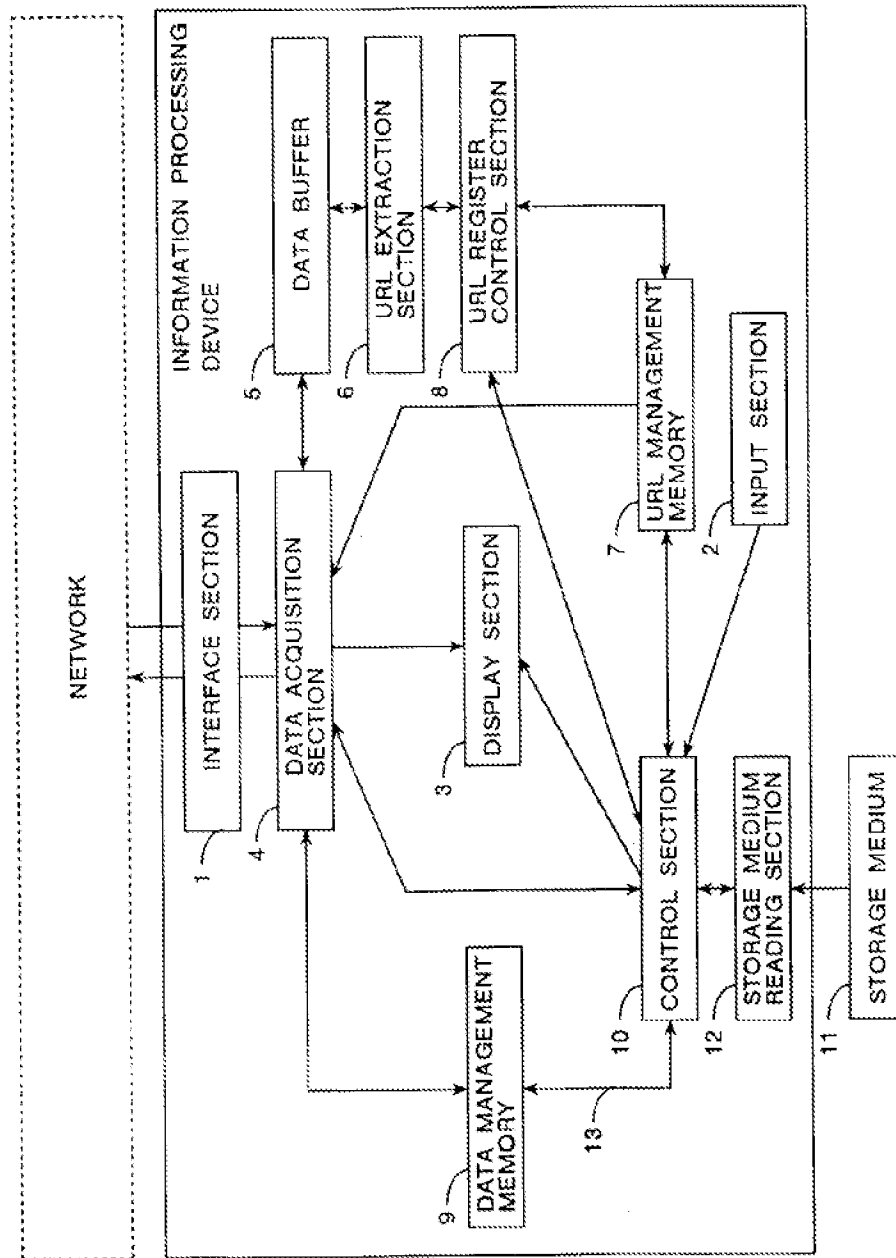 NETWORK
INFORMATION PROCESSING
DEVICE
INTERFACE SECTION
1
DATA ACQUISITION
SECTION
4
DATA BUFFER
5
URL EXTRACTION
SECTION
6
URL REGISTER
CONTROL SECTION
8
DISPLAY SECTION
3
DATA MANAGEMENT
MEMORY
9
URL MANAGEMENT
MEMORY
7
INPUT SECTION
2
13
CONTROL SECTION
10
STORAGE MEDIUM
READING SECTION
12
STORAGE MEDIUM
11